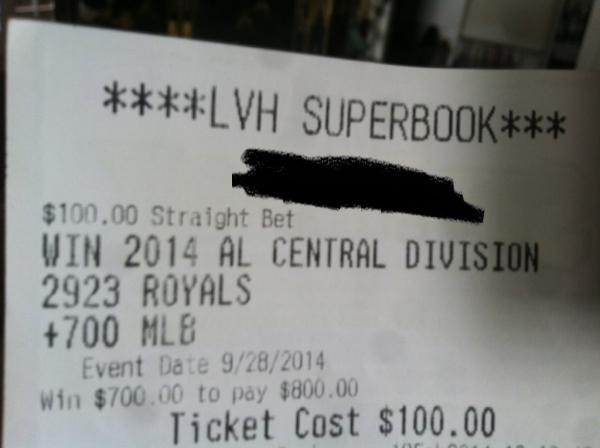 ****LVH SUPERBOOK***
$100.00 Straight Bet
WIN 2014 AL CENTRAL DIVISION
2923 ROYALS
+700 MLB
Event Date 9/28/2014
Win $700.00 to pay $800.00
Ticket Cost $100.00